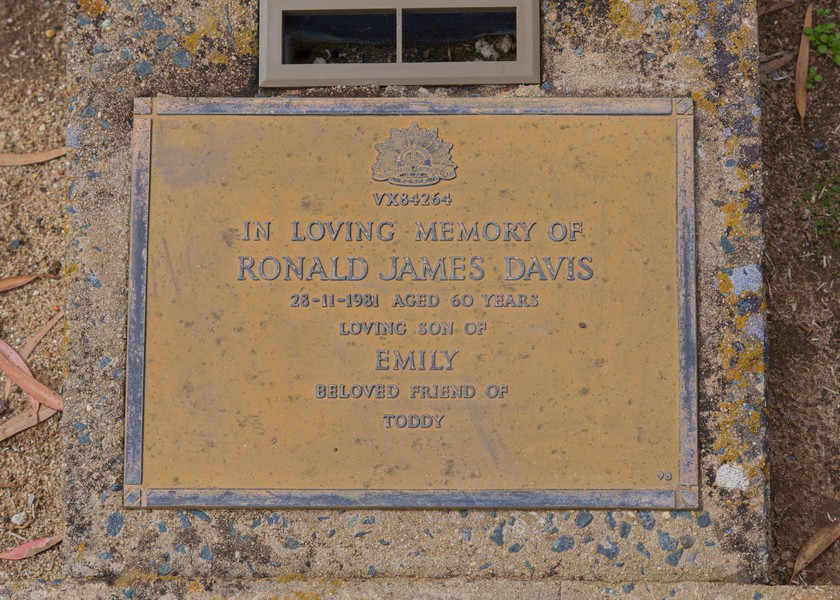 VX84264
IN LOVING MEMORY OF
RONALD JAMES DAVIS
28-11-1981 AGED 60 YEARS
LOVING SON OF
EMILY
BELOVED FRIEND OF
TODDY